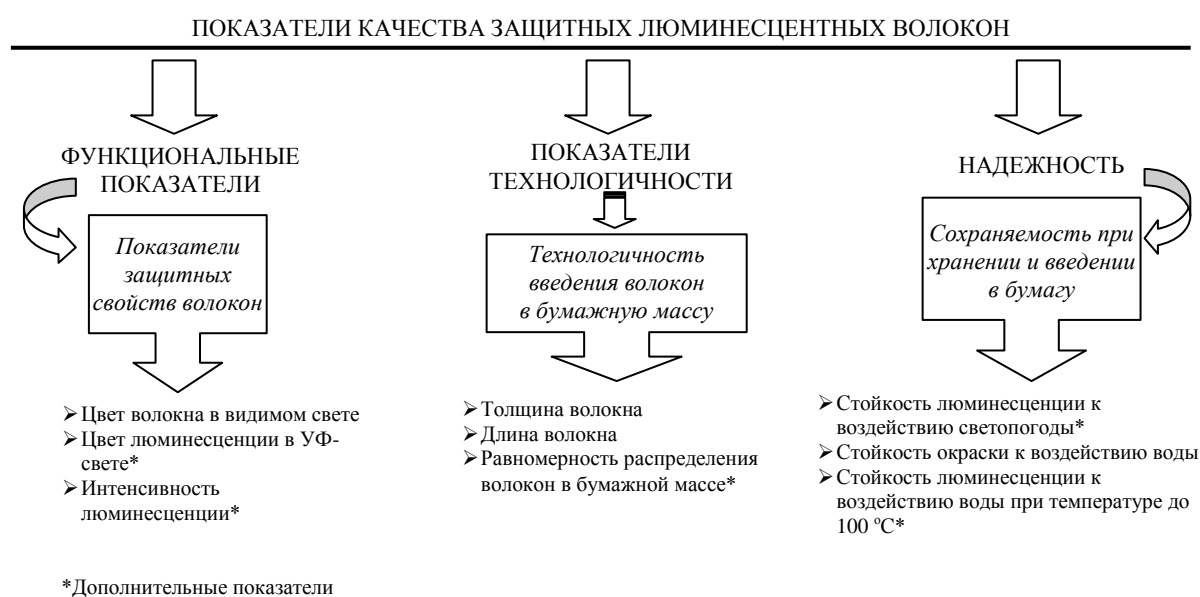 ПОКАЗАТЕЛИ КАЧЕСТВА ЗАЩИТНЫХ ЛЮМИНЕСЦЕНТНЫХ ВОЛОКОН
ФУНКЦИОНАЛЬНЫЕ
ПОКАЗАТЕЛИ
Показатели
защитных
свойств волокон
➢Цвет волокна в видимом свете
➢Цвет люминесценции в УФ-
свете*
➢Интенсивность
люминесценции*
ПОКАЗАТЕЛИ
ТЕХНОЛОГИЧНОСТИ
Технологичность
введения волокон
в бумажную массу
➢Толщина волокна
➢Длина волокна
➢Равномерность распределения
волокон в бумажной массе*
НАДЕЖНОСТЬ
Сохраняемость при
хранении и введении
в бумагу
➢Стойкость люминесценции к
воздействию светопогоды*
➢Стойкость окраски к воздействию воды
➢Стойкость люминесценции к
воздействию воды при температуре до
100 ºС*
*Дополнительные показатели